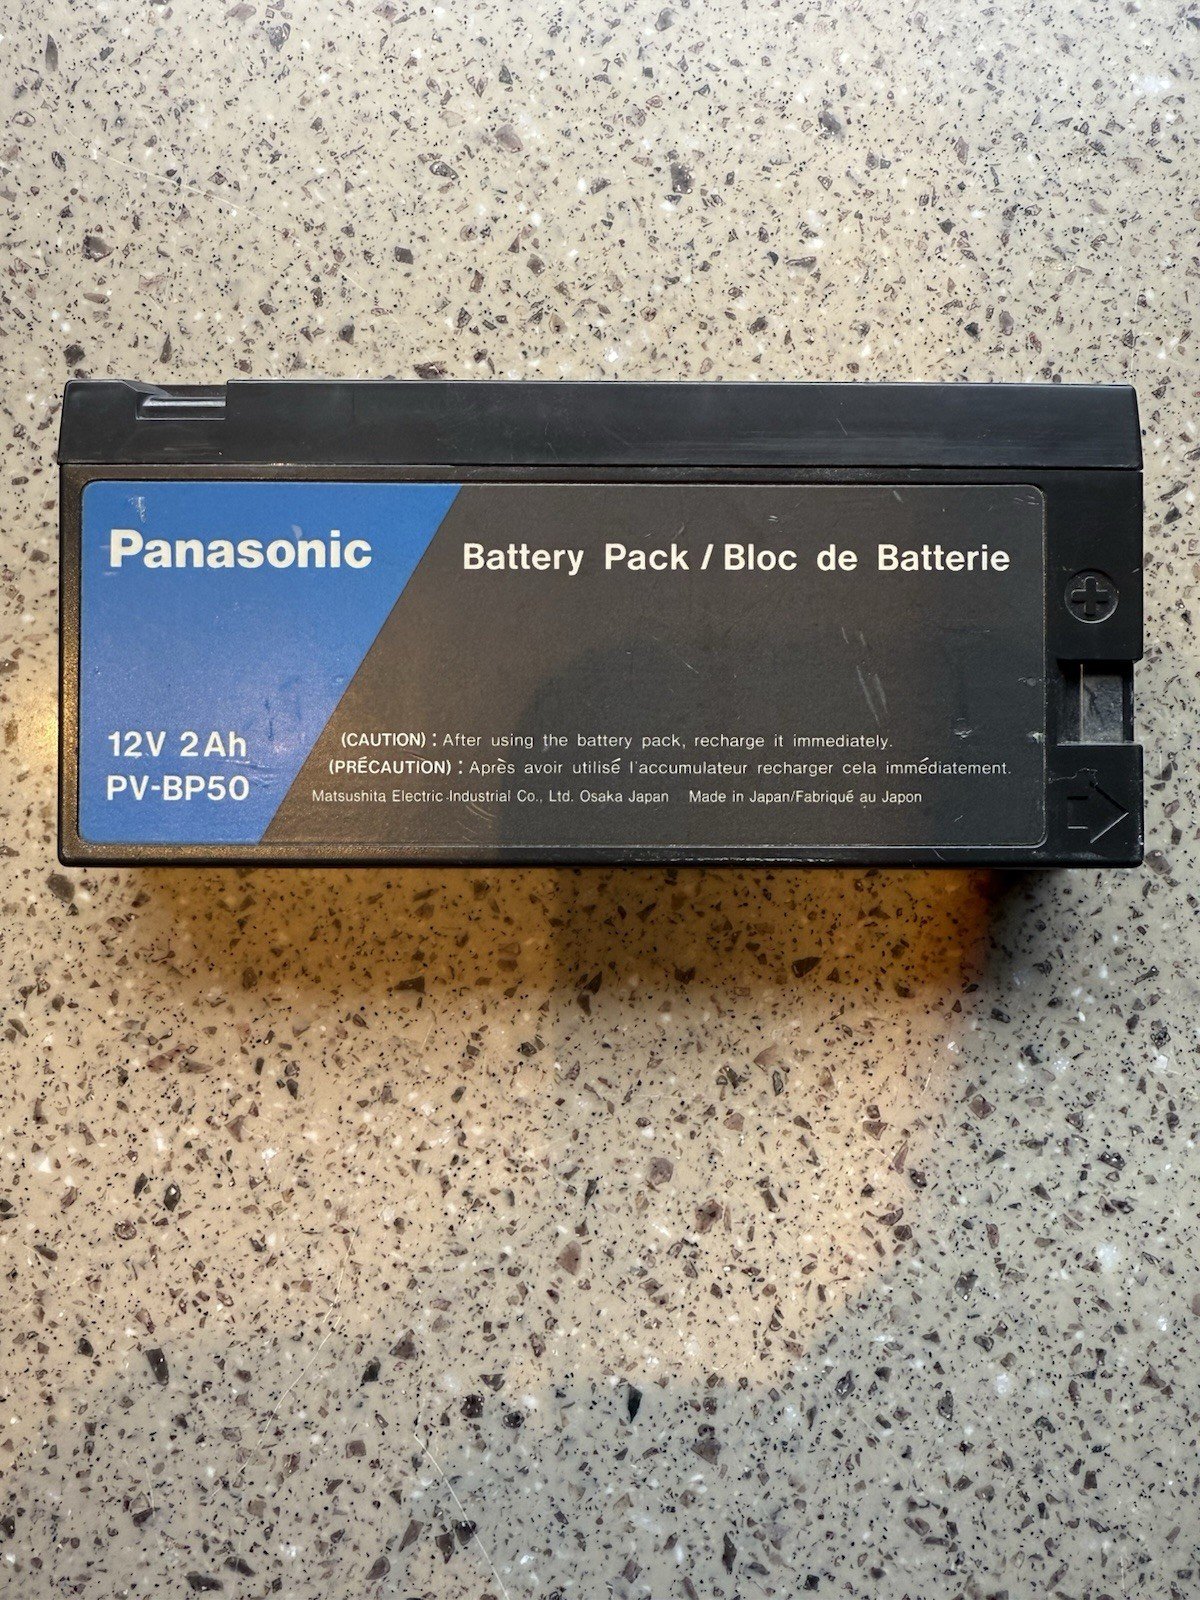 Panasonic
Battery Pack / Bloc de Batterie
12V 2Ah
PV-BP50
(CAUTION) : After using the battery pack, recharge it immediately.
(PRÉCAUTION) : Après avoir utilisé l'accumulateur recharger cela immédiatement.
Matsushita Electric Industrial Co., Ltd. Osaka Japan Made in Japan/Fabriqué au Japon